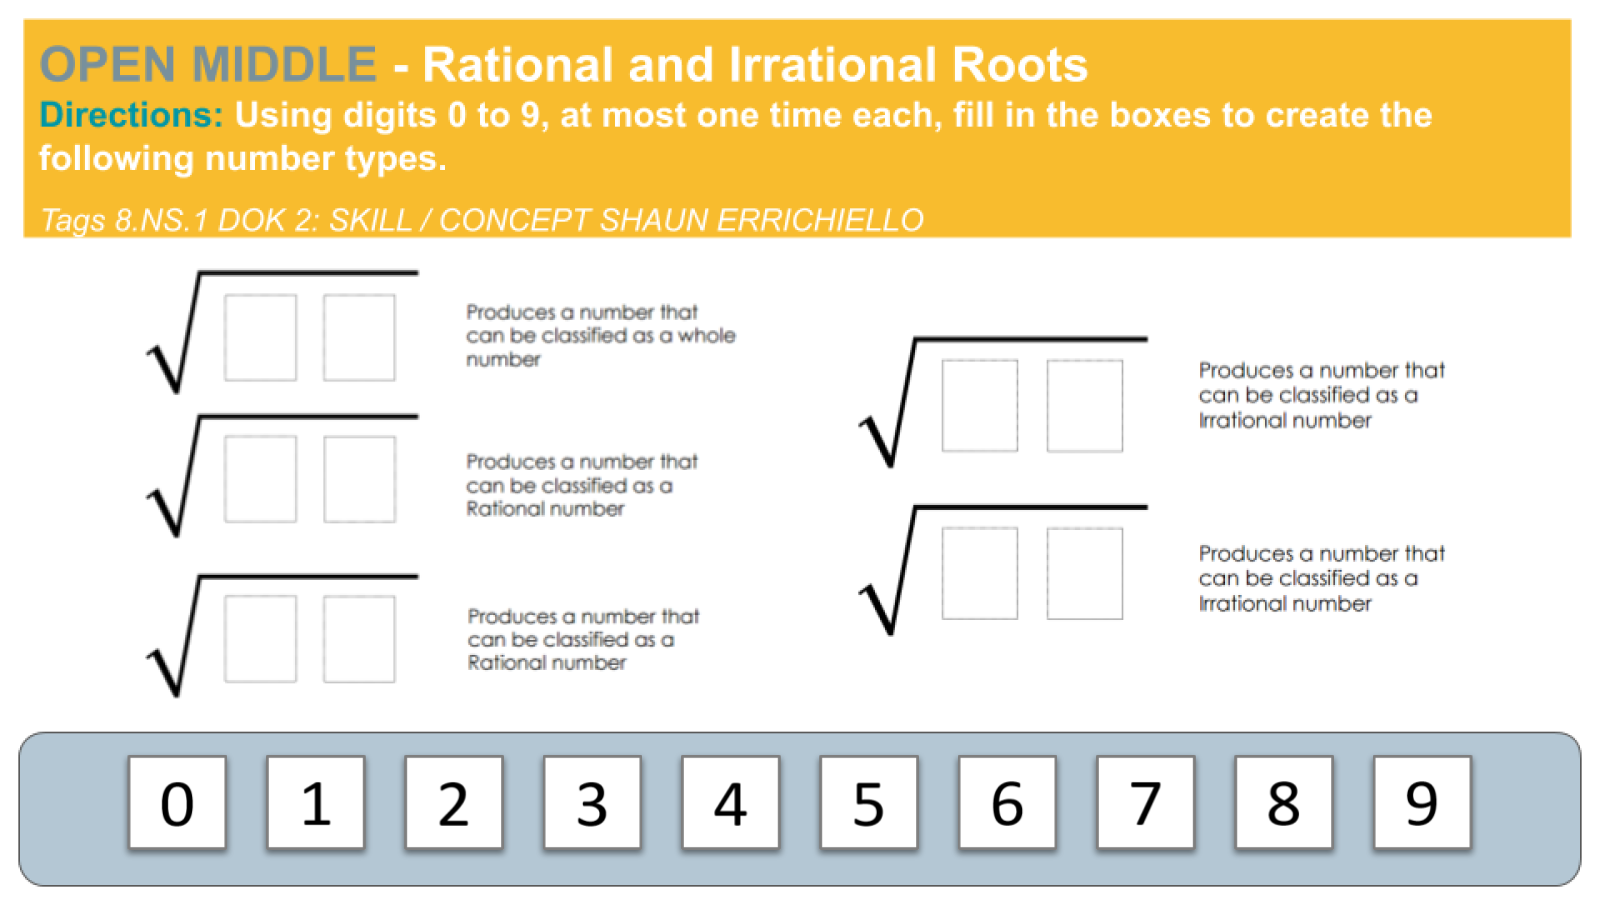 OPEN MIDDLE - Rational and Irrational Roots
Directions: Using digits 0 to 9, at most one time each, fill in the boxes to create the
following number types.
Tags 8.NS.1 DOK 2: SKILL / CONCEPT SHAUN ERRICHIELLO
Produces a number that
can be classified as a whole
number
Produces a number that
can be classified as a
Rational number
Produces a number that
can be classified as a
Rational number
Produces a number that
can be classified as a
Irrational number
Produces a number that
can be classified as a
Irrational number
0 1 2 3 4 5 6 7 8 9